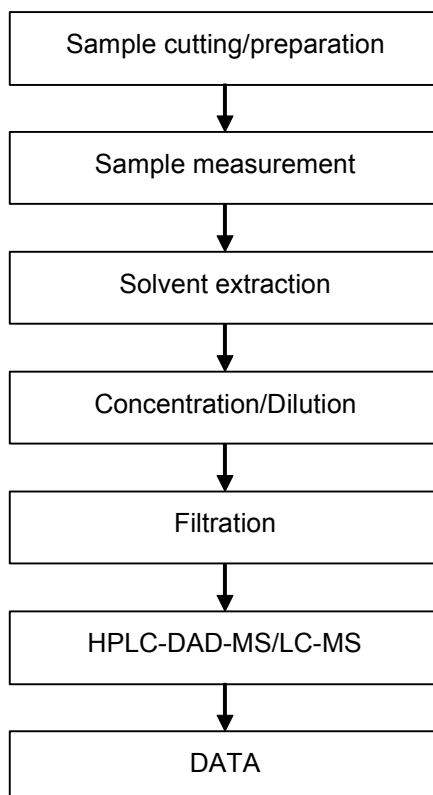 Sample cutting/preparation
Sample measurement
Solvent extraction
Concentration/Dilution
Filtration
HPLC-DAD-MS/LC-MS
DATA